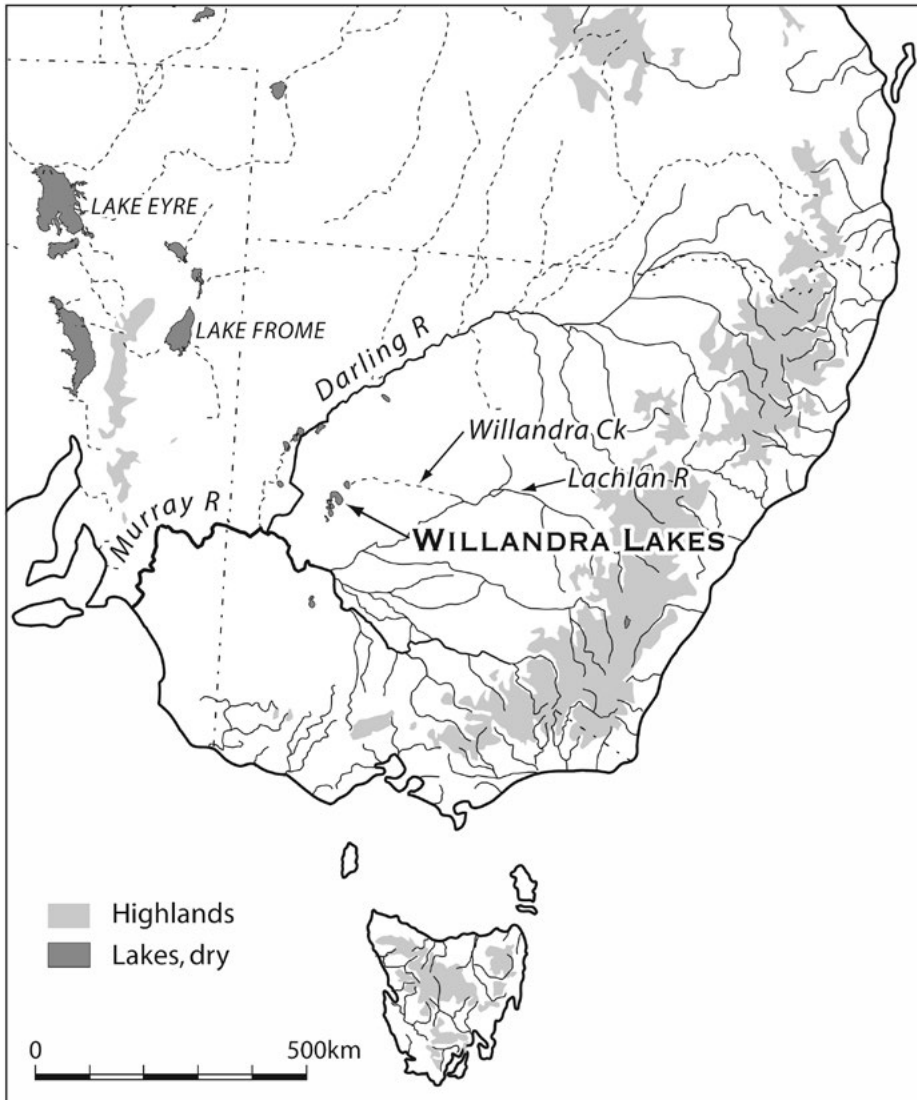 LAKE EYRE
LAKE FROME
Darling R
Willandra Ck
Lachlan R
Murray R
WILLANDRA LAKES
Highlands
Lakes, dry
0 500km